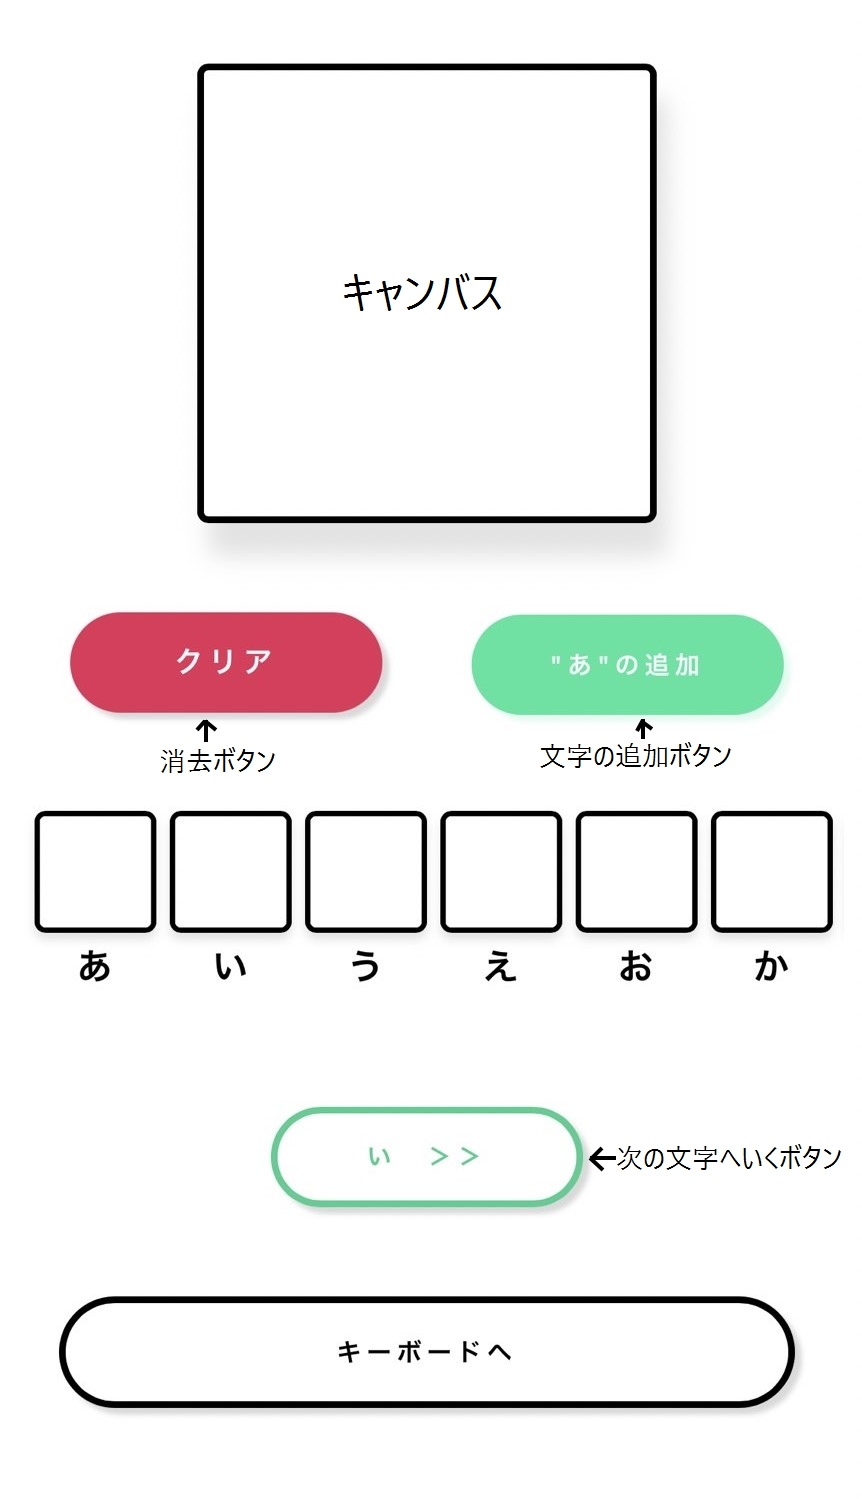 キャンバス
クリア
"あ"の追加
↑
消去ボタン
↑
文字の追加ボタン
あ い う え お か
い >>
←次の文字へいくボタン
キーボードへ